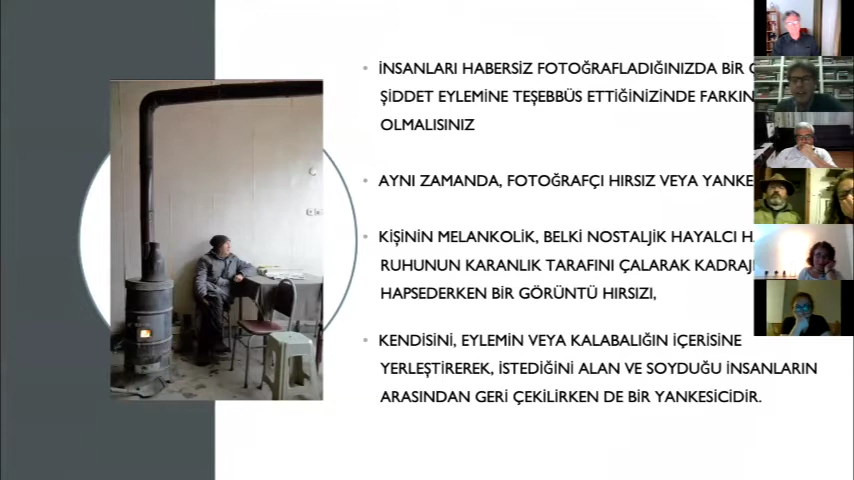 İNSANLARI HABERSİZ FOTOĞRAFLADIĞINIZDA BİR
ŞİDDET EYLEMİNE TEŞEBBÜS ETTİĞİNİZİNDE FARKIN
OLMALISINIZ
AYNI ZAMANDA, FOTOĞRAFÇI HIRSIZ VEYA YANKE
KİŞİNİN MELANKOLİK, BELKİ NOSTALJİK HAYALCI H
RUHUNUN KARANLIK TARAFINI ÇALARAK KADRAJ
HAPSEDERKEN BİR GÖRÜNTÜ HIRSIZI,
KENDİSİNİ, EYLEMİN VEYA KALABALIĞIN İÇERİSİNE
YERLEŞTİREREK, İSTEDİĞİNİ ALAN VE SOYDUĞU İNSANLARIN
ARASINDAN GERİ ÇEKİLİRKEN DE BİR YANKESİCİDİR.